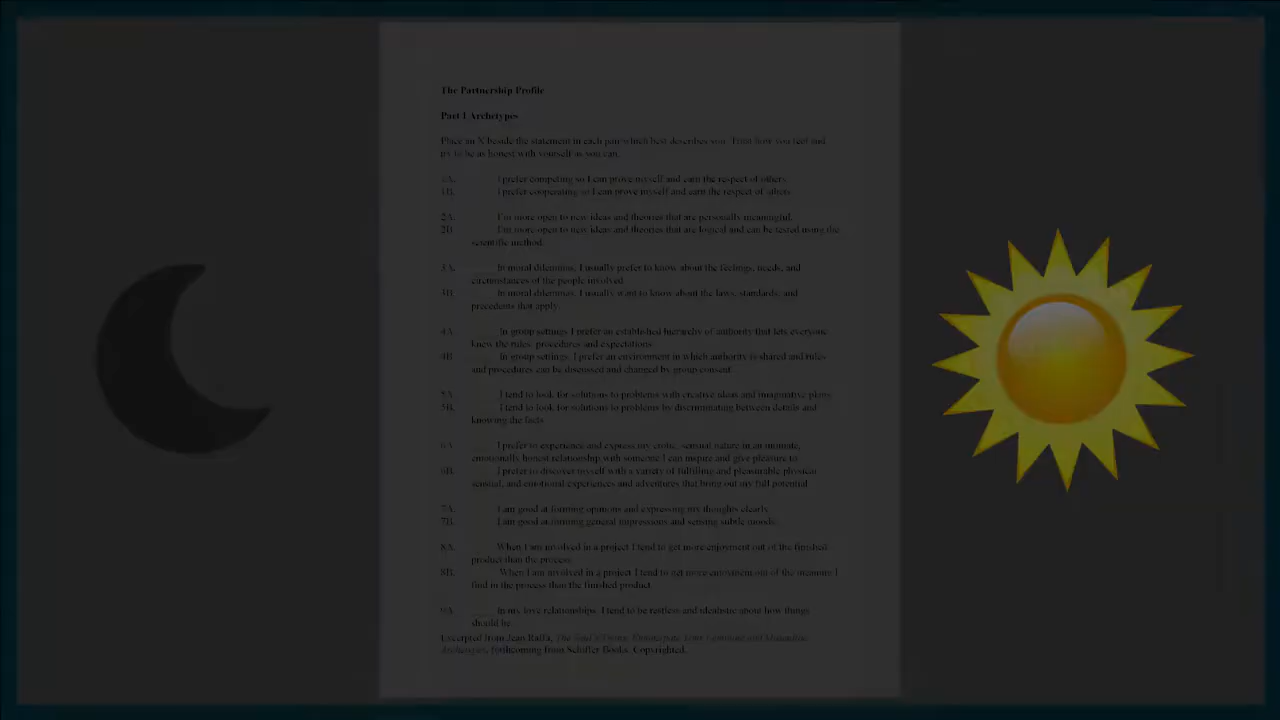 The Partnership Profile
Part I Archetypes
Place an X beside the statement in each pair which best describes you. Trust how you feel and
try to be as honest with yourself as you can.
1A. I prefer competing so I can prove myself and earn the respect of others.
1B. I prefer cooperating so I can prove myself and earn the respect of others.
2A. I'm more open to new ideas and theories that are personally meaningful.
2B. I'm more open to new ideas and theories that are logical and can be tested using the
scientific method.
3A. In moral dilemmas, I usually prefer to know about the feelings, needs, and
circumstances of the people involved.
3B. In moral dilemmas, I usually want to know about the laws, standards, and
precedents that apply.
4A. In group settings I prefer an established hierarchy of authority that lets everyone
know the rules, procedures and expectations.
4B. In group settings, I prefer an environment in which authority is shared and rules
and procedures can be discussed and changed by group consent.
5A. I tend to look for solutions to problems with creative ideas and imaginative plans.
5B. I tend to look for solutions to problems by discriminating between details and
knowing the facts.
6A. I prefer to experience and express my erotic, sensual nature in an intimate,
emotionally honest relationship with someone I can inspire and give pleasure to.
6B. I prefer to discover myself with a variety of fulfilling and pleasurable physical,
sensual, and emotional experiences and adventures that bring out my full potential.
7A. I am good at forming opinions and expressing my thoughts clearly.
7B. I am good at forming general impressions and sensing subtle moods.
8A. When I am involved in a project I tend to get more enjoyment out of the finished
product than the process.
8B. When I am involved in a project I tend to get more enjoyment out of the meaning I
find in the process than the finished product.
9A. In my love relationships, I tend to be restless and idealistic about how things
should be.
Excerpted from Jean Raffa, The Soul's Feminine and Masculine
Archetypes, forthcoming from Schiffer Books. Copyrighted.